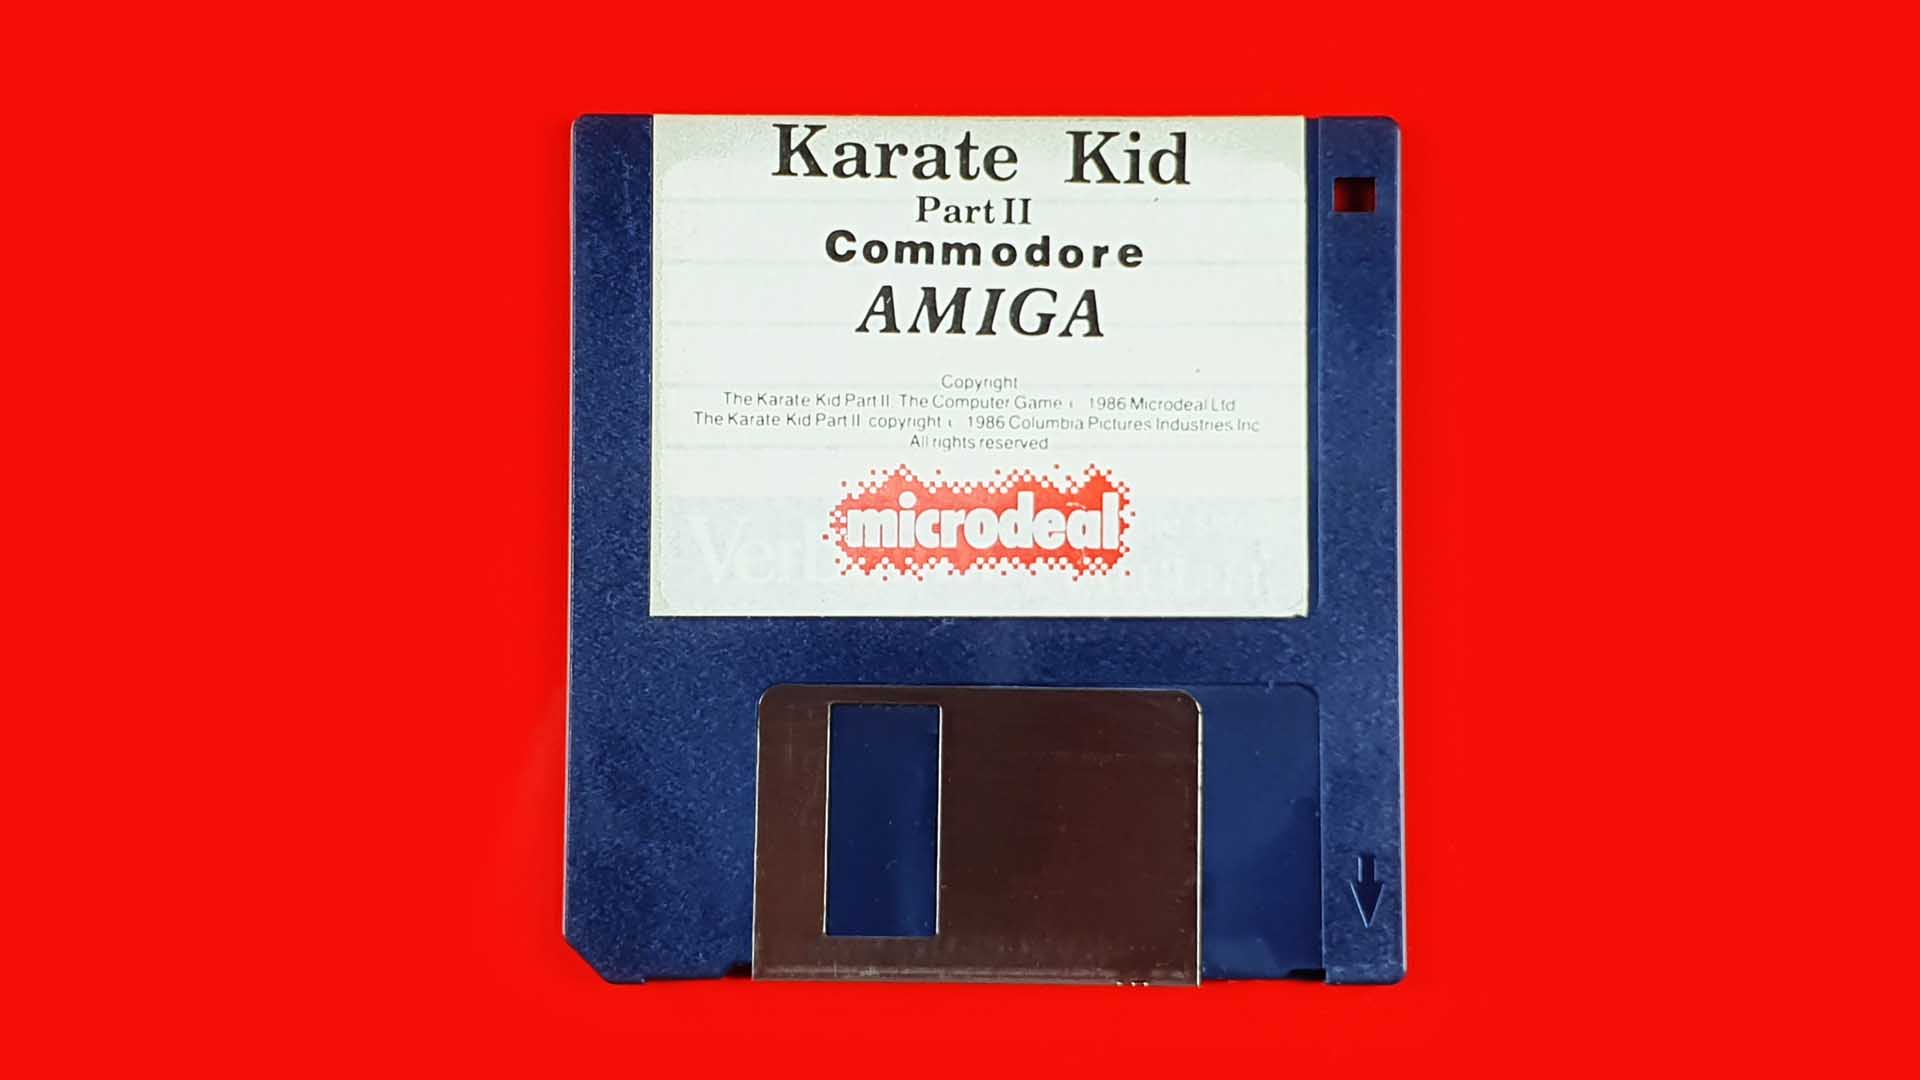 Karate Kid
Part II
Commodore
AMIGA
Copyright
The Karate Kid Part II. The Computer Game c 1986 Microdeal Ltd
The Karate Kid Part II copyright c 1986 Columbia Pictures Industries Inc
All rights reserved
microdeal